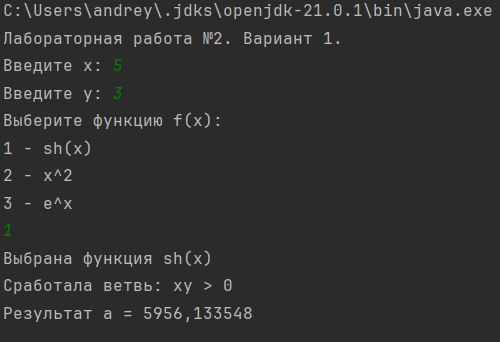 C:\Users\andrey\.jdks\openjdk-21.0.1\bin\java.exe
Лабораторная работа №2. Вариант 1.
Введите x: 5
Введите y: 3
Выберите функцию f(x):
1 - sh(x)
2 - x^2
3 - e^x
1
Выбрана функция sh(x)
Сработала ветвь: xy > 0
Результат a = 5956,133548